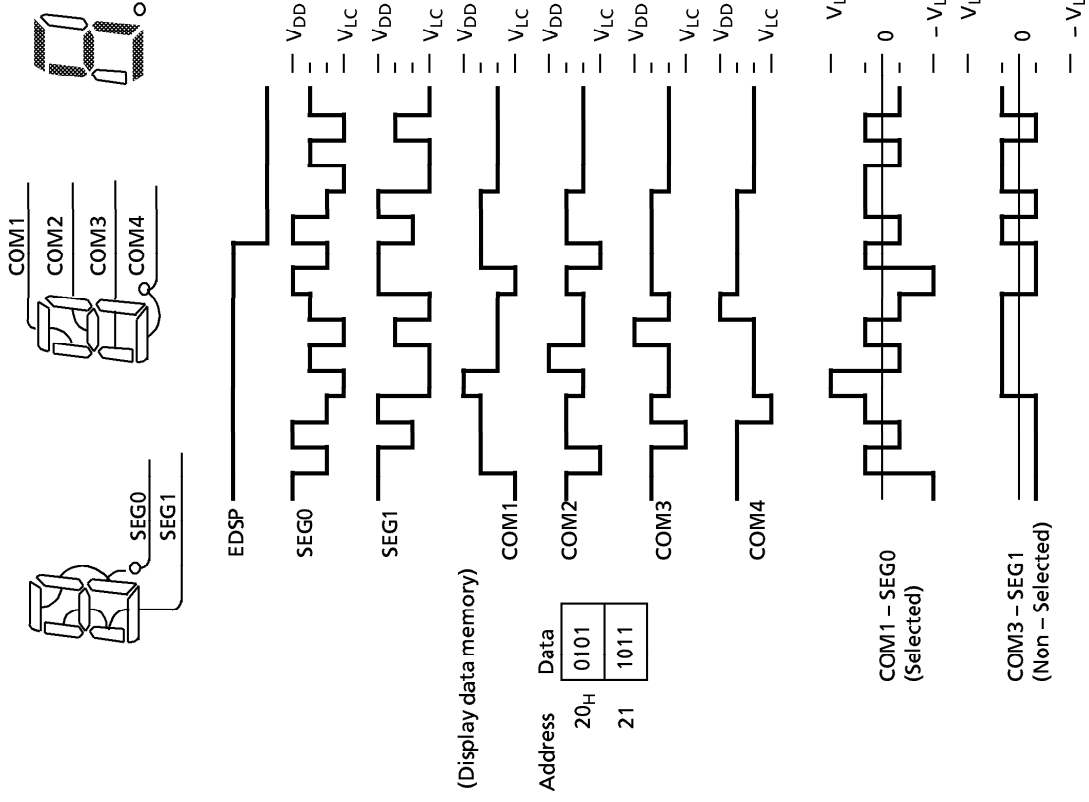 COM1
COM2
COM3
COM4
SEG0
SEG1
EDSP
SEG0
VDD
VLC
SEG1
VDD
VLC
(Display data memory)
COM1
VDD
VLC
Address Data
20H 0101
21 1011
COM2
VDD
VLC
COM3
VDD
VLC
COM4
VDD
VLC
COM1 – SEG0
(Selected)
0
COM3 – SEG1
(Non – Selected)
0